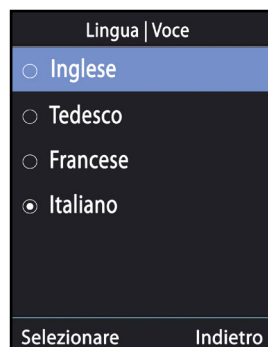 Lingua | Voce
Inglese
Tedesco
Francese
Italiano
Selezionare Indietro